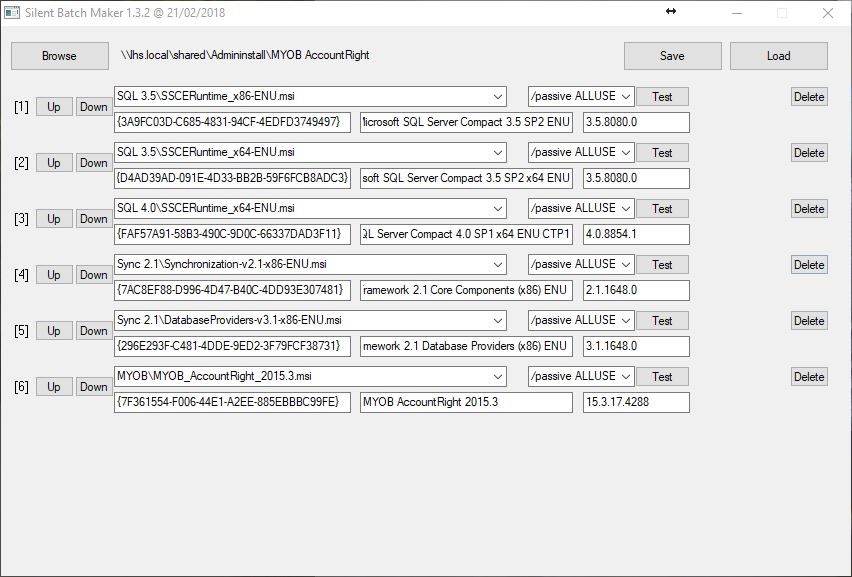 Silent Batch Maker 1.3.2 @ 21/02/2018
Browse \\lhs.local\shared\Admininstall\MYOB AccountRight Save Load
[1] Up Down SQL 3.5\SSCERuntime_x86-ENU.msi /passive ALLUSE Test Delete
{3A9FC03D-C685-4831-94CF-4EDFD3749497} Microsoft SQL Server Compact 3.5 SP2 ENU 3.5.8080.0
[2] Up Down SQL 3.5\SSCERuntime_x64-ENU.msi /passive ALLUSE Test Delete
{D4AD39AD-091E-4D33-BB2B-59F6FCB8ADC3} soft SQL Server Compact 3.5 SP2 x64 ENU 3.5.8080.0
[3] Up Down SQL 4.0\SSCERuntime_x64-ENU.msi /passive ALLUSE Test Delete
{FAF57A91-58B3-490C-9D0C-66337DAD3F11} QL Server Compact 4.0 SP1 x64 ENU CTP1 4.0.8854.1
[4] Up Down Sync 2.1\Synchronization-v2.1-x86-ENU.msi /passive ALLUSE Test Delete
{7AC8EF88-D996-4D47-B40C-4DD93E307481} ramework 2.1 Core Components (x86) ENU 2.1.1648.0
[5] Up Down Sync 2.1\DatabaseProviders-v3.1-x86-ENU.msi /passive ALLUSE Test Delete
{296E293F-C481-4DDE-9ED2-3F79FCF38731} mework 2.1 Database Providers (x86) ENU 3.1.1648.0
[6] Up Down MYOB\MYOB_AccountRight_2015.3.msi /passive ALLUSE Test Delete
{7F361554-F006-44E1-A2EE-885EBBBC99FE} MYOB AccountRight 2015.3 15.3.17.4288